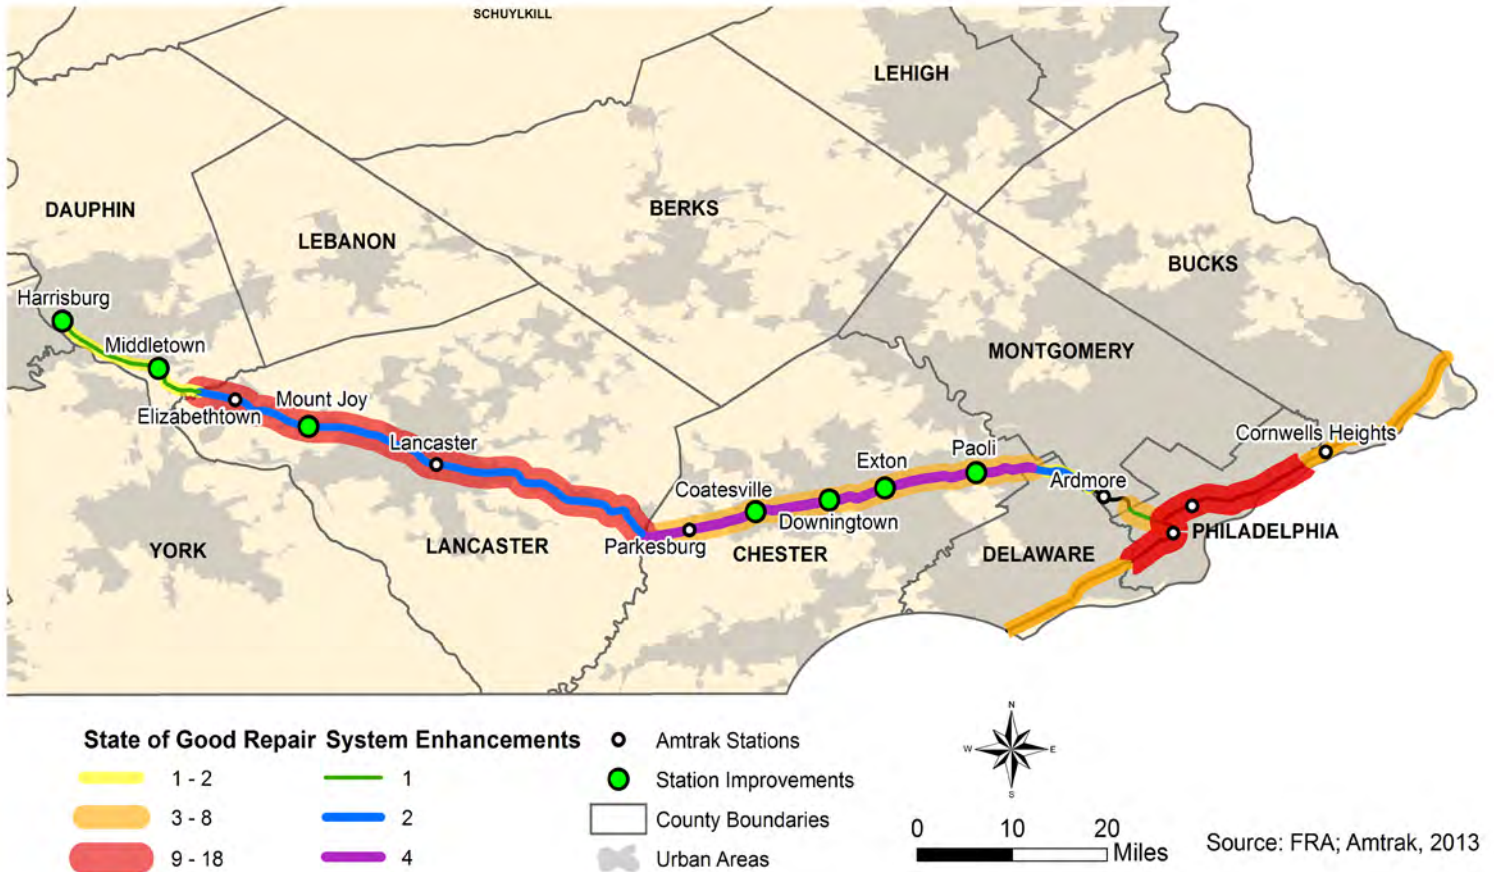 SCHUYLKILL
LEHIGH
DAUPHIN
BERKS
LEBANON
BUCKS
Harrisburg
Middletown
MONTGOMERY
Mount Joy
Elizabethtown
Lancaster
Cornwells Heights
Paoli
Exton
Ardmore
Coatesville
Downingtown
PHILADELPHIA
YORK
LANCASTER
Parkesburg
CHESTER
DELAWARE
State of Good Repair System Enhancements
1 - 2
3 - 8
9 - 18
1
2
4
Amtrak Stations
Station Improvements
County Boundaries
Urban Areas
N
W E
S
0 10 20
Miles
Source: FRA; Amtrak, 2013